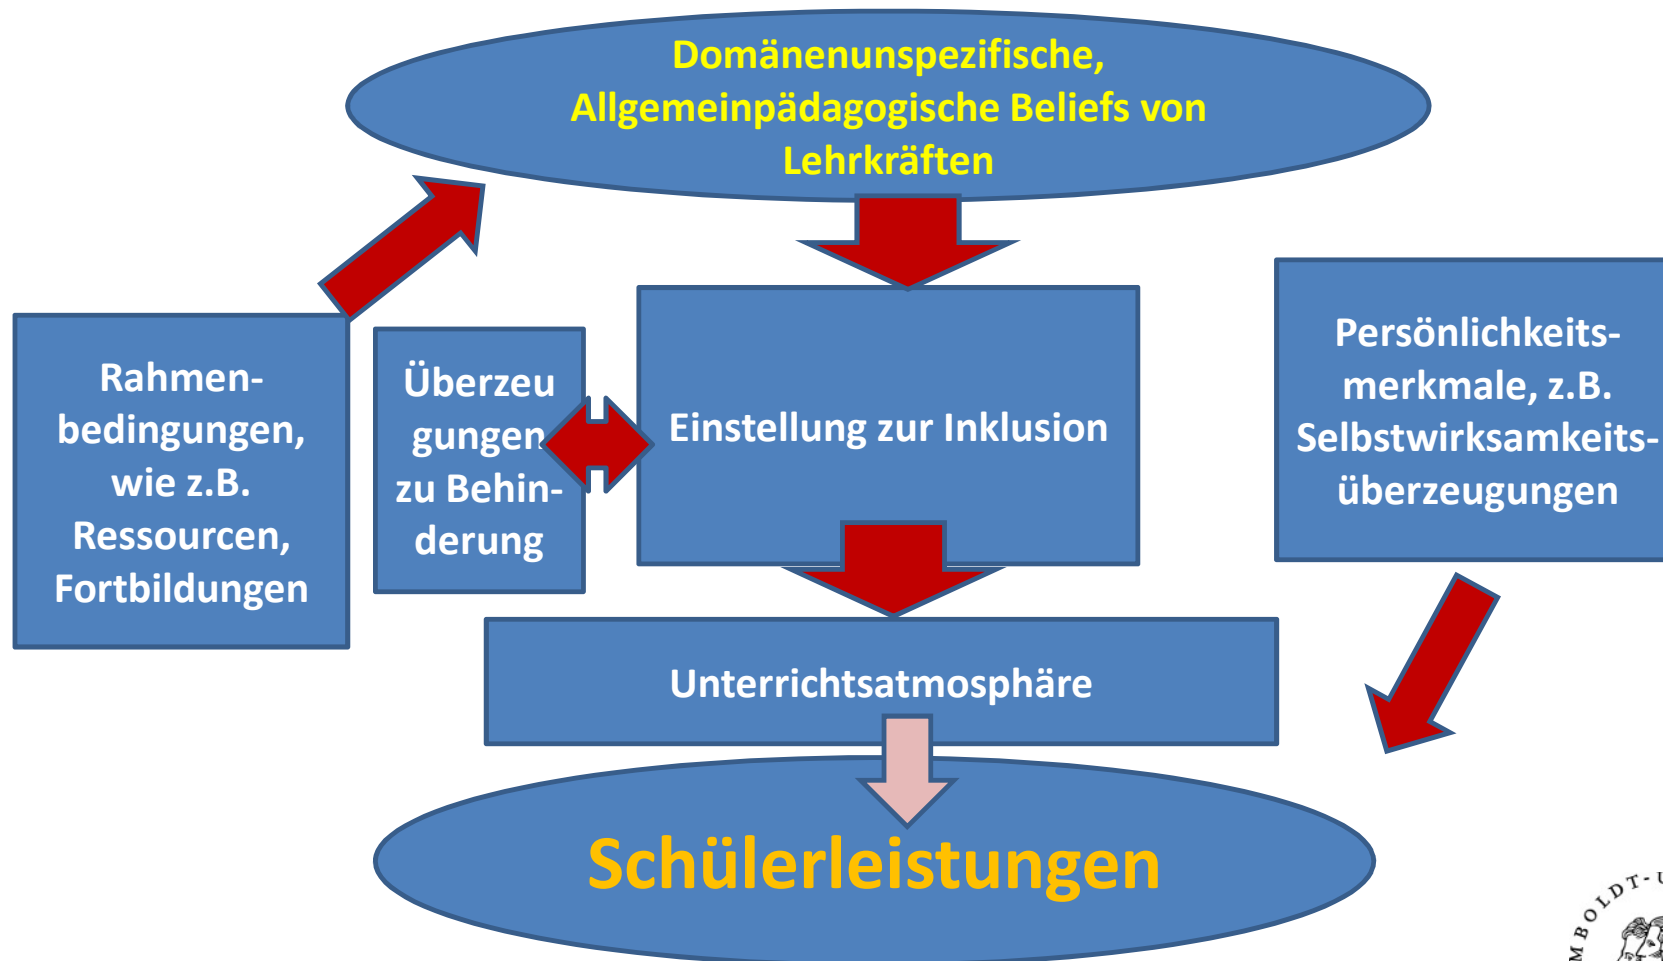 Domänenunspezifische,
Allgemeinpädagogische Beliefs von
Lehrkräften
Rahmen-
bedingungen,
wie z.B.
Ressourcen,
Fortbildungen
Überzeu
gungen
zu Behin-
derung
Einstellung zur Inklusion
Persönlichkeits-
merkmale, z.B.
Selbstwirksamkeits-
überzeugungen
Unterrichtsatmosphäre
Schülerleistungen
MBOLDT-U